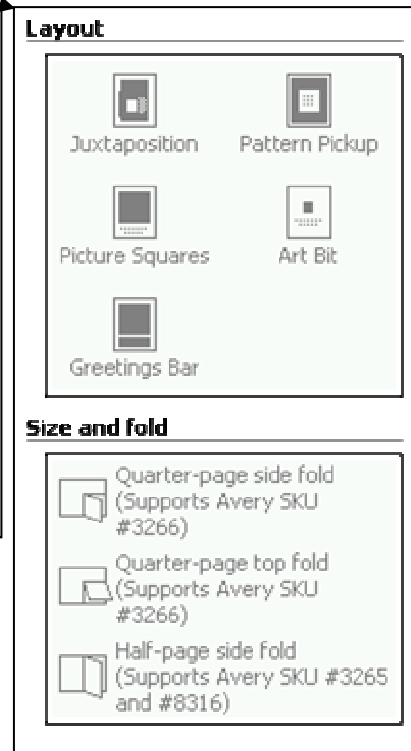 Layout
Juxtaposition
Pattern Pickup
Picture Squares
Art Bit
Greetings Bar
Size and fold
Quarter-page side fold
(Supports Avery SKU
#3266)
Quarter-page top fold
(Supports Avery SKU
#3266)
Half-page side fold
(Supports Avery SKU #3265
and #8316)